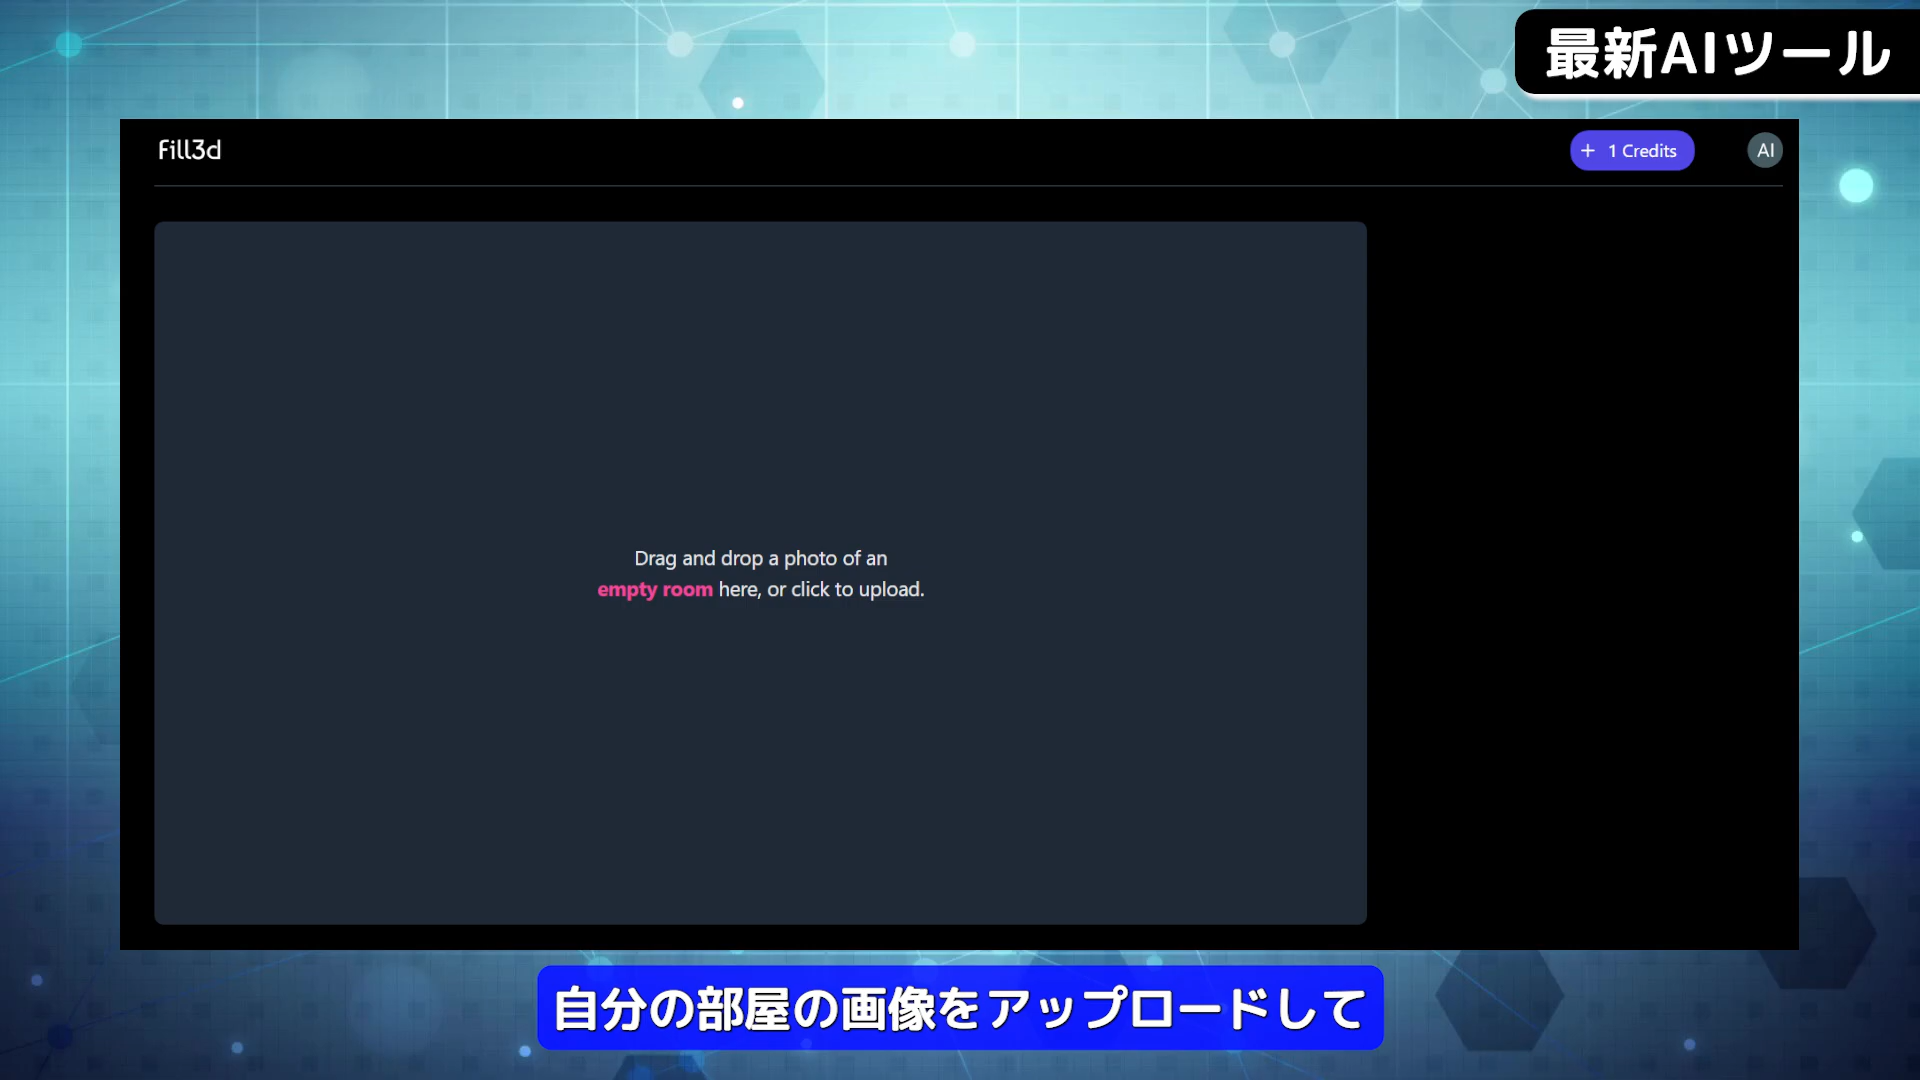 最新AIツール
Fill3d
+ 1 Credits
AI
Drag and drop a photo of an
empty room here, or click to upload.
自分の部屋の画像をアップロードして